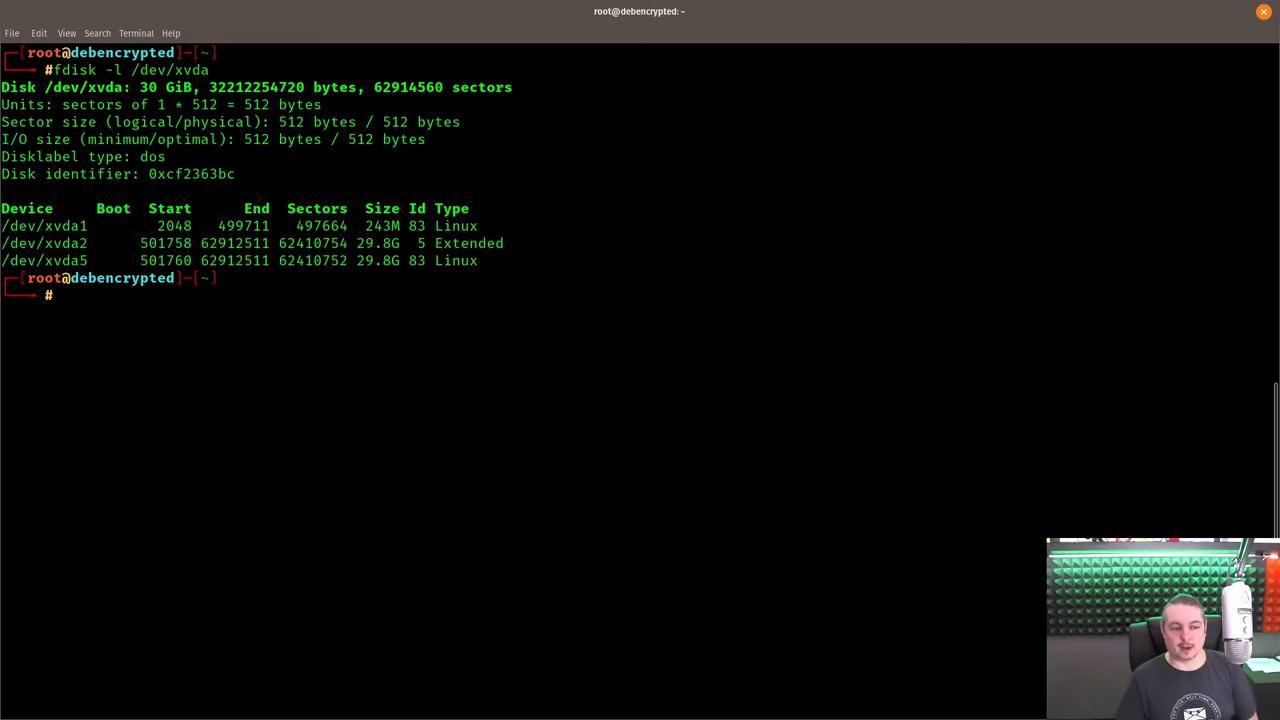 root@debencrypted: ~
File Edit View Search Terminal Help
[root@debencrypted]─[~]
#fdisk -l /dev/xvda
Disk /dev/xvda: 30 GiB, 32212254720 bytes, 62914560 sectors
Units: sectors of 1 * 512 = 512 bytes
Sector size (logical/physical): 512 bytes / 512 bytes
I/O size (minimum/optimal): 512 bytes / 512 bytes
Disklabel type: dos
Disk identifier: 0xcf2363bc
Device Boot Start End Sectors Size Id Type
/dev/xvda1 2048 499711 497664 243M 83 Linux
/dev/xvda2 501758 62912511 62410754 29.8G 5 Extended
/dev/xvda5 501760 62912511 62410752 29.8G 83 Linux
[root@debencrypted]─[~]
#